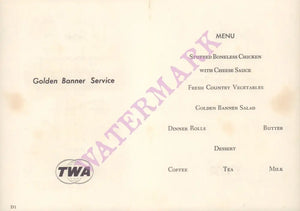 Golden Banner Service
TWA
MENU
STUFFED BONELESS CHICKEN
WITH CHEESE SAUCE
FRESH COUNTRY VEGETABLES
GOLDEN BANNER SALAD
DINNER ROLLS BUTTER
DESSERT
COFFEE TEA MILK
WATERMARK